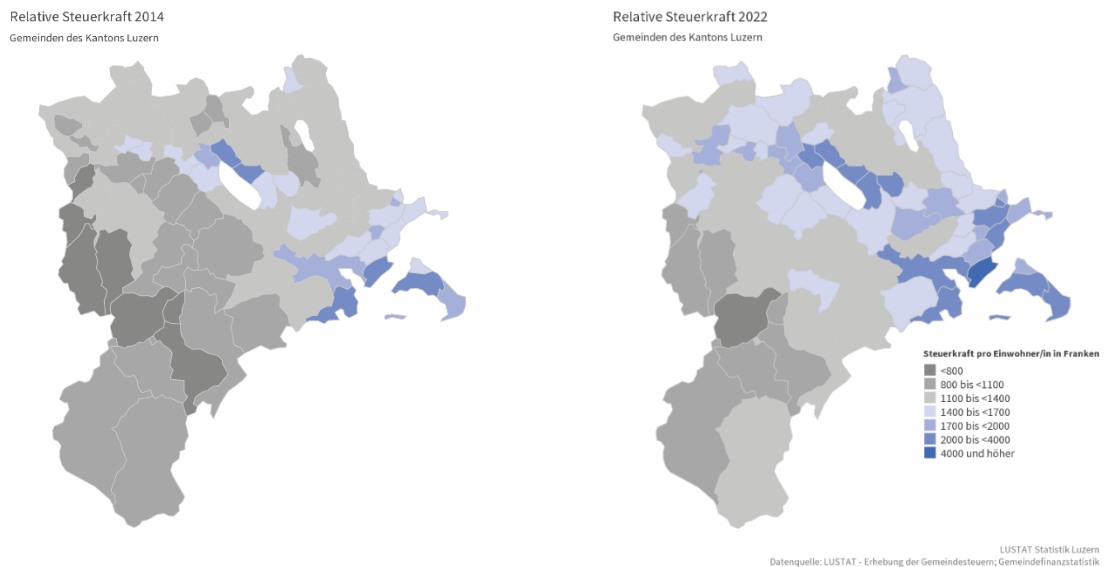 Relative Steuerkraft 2014
Gemeinden des Kantons Luzern
Relative Steuerkraft 2022
Gemeinden des Kantons Luzern
Steuerkraft pro Einwohner/in in Franken
<800
800 bis <1100
1100 bis <1400
1400 bis <1700
1700 bis <2000
2000 bis <4000
4000 und höher
LUSTAT Statistik Luzern
Datenquelle: LUSTAT - Erhebung der Gemeindesteuern; Gemeindefinanzstatistik